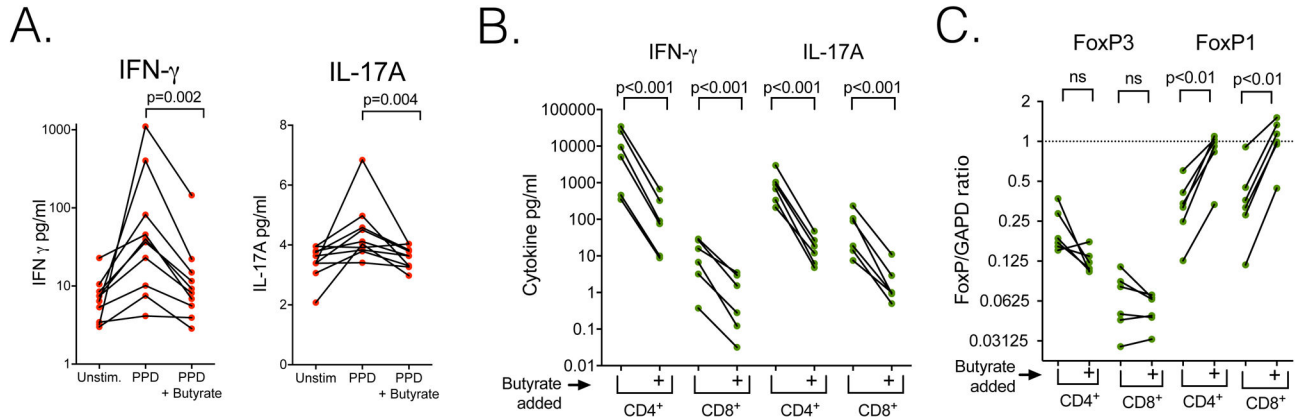 A.
IFN-γ
p=0.002
IFN γ pg/ml
1000
100
10
1
Unstim.
PPD
PPD
+ Butyrate
IL-17A
p=0.004
IL-17A pg/ml
8
6
4
2
Unstim
PPD
PPD
+ Butyrate
B.
IFN-γ
IL-17A
p<0.001
p<0.001
p<0.001
p<0.001
Cytokine pg/ml
100000
10000
1000
100
10
1
0.1
0.01
Butyrate
added
+
+
+
+
CD4⁺
CD8⁺
CD4⁺
CD8⁺
C.
FoxP3
FoxP1
ns
ns
p<0.01
p<0.01
FoxP/GAPD ratio
2
1
0.5
0.25
0.125
0.0625
0.03125
Butyrate
added
+
+
+
+
CD4⁺
CD8⁺
CD4⁺
CD8⁺